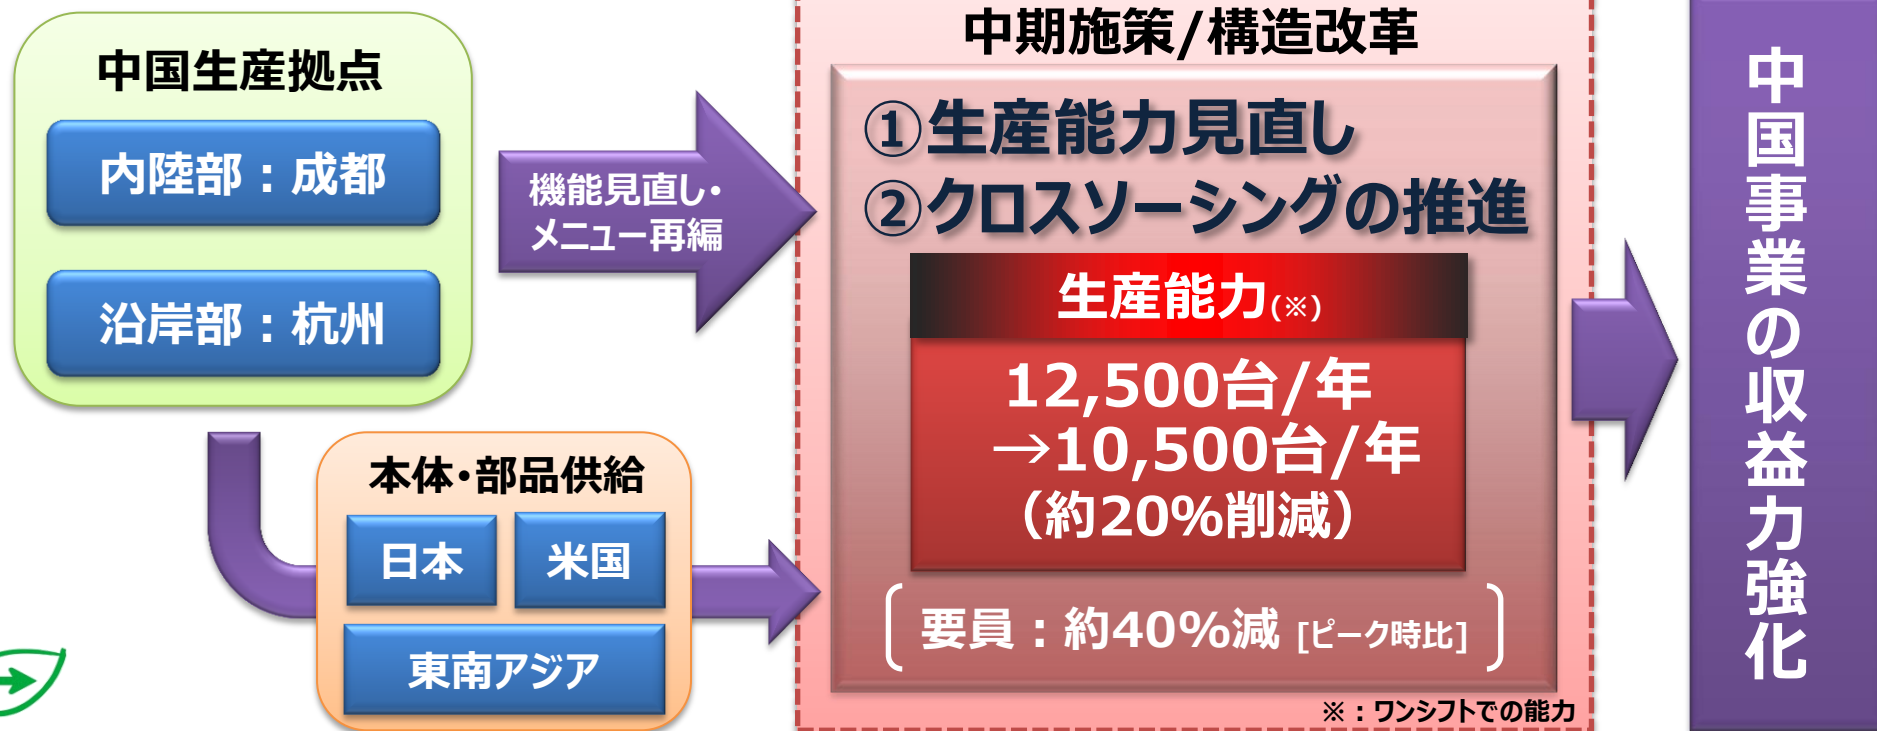 中国生産拠点
内陸部：成都
沿岸部：杭州
機能見直し・
メニュー再編
本体・部品供給
日本
米国
東南アジア
中期施策/構造改革
①生産能力見直し
②クロスソーシングの推進
生産能力(※)
12,500台/年
→10,500台/年
（約20%削減）
要員：約40%減 [ピーク時比]
※：ワンシフトでの能力
中国事業の収益力強化